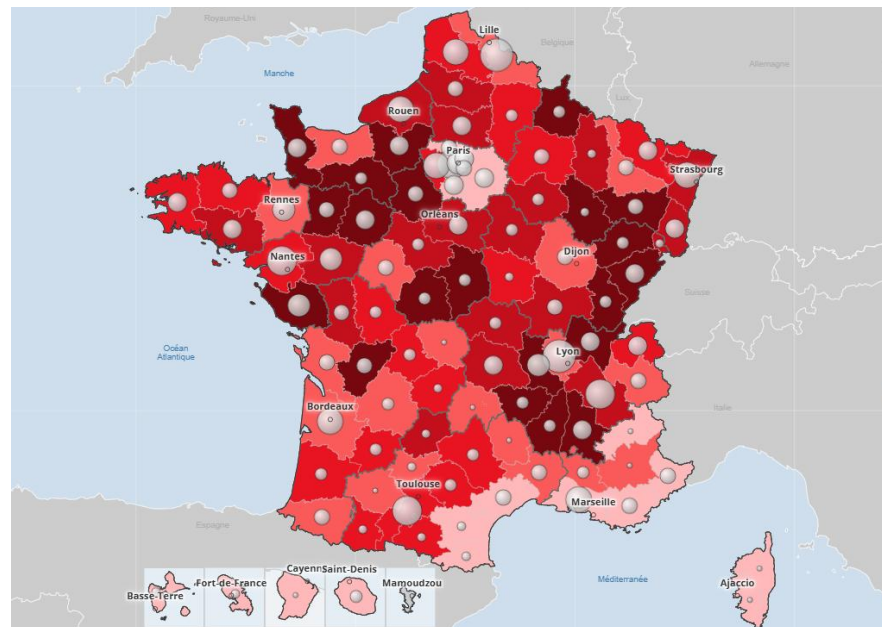 Royaume-Uni
Lille
Belgique
Allemagne
Manche
Lux.
Rouen
Paris
Strasbourg
Rennes
Orléans
Dijon
Nantes
Suisse
Océan
Atlantique
Lyon
Italie
Bordeaux
Toulouse
Marseille
Espagne
Cayenn
Saint-Denis
Fort-de-France
Mamoudzou
Basse-Terre
Méditerranée
Ajaccio